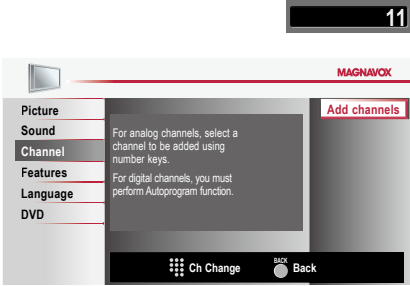 11
MAGNAVOX
Picture
Sound
Channel
Features
Language
DVD
For analog channels, select a
channel to be added using
number keys.
For digital channels, you must
perform Autoprogram function.
Add channels
Ch Change
BACK
Back